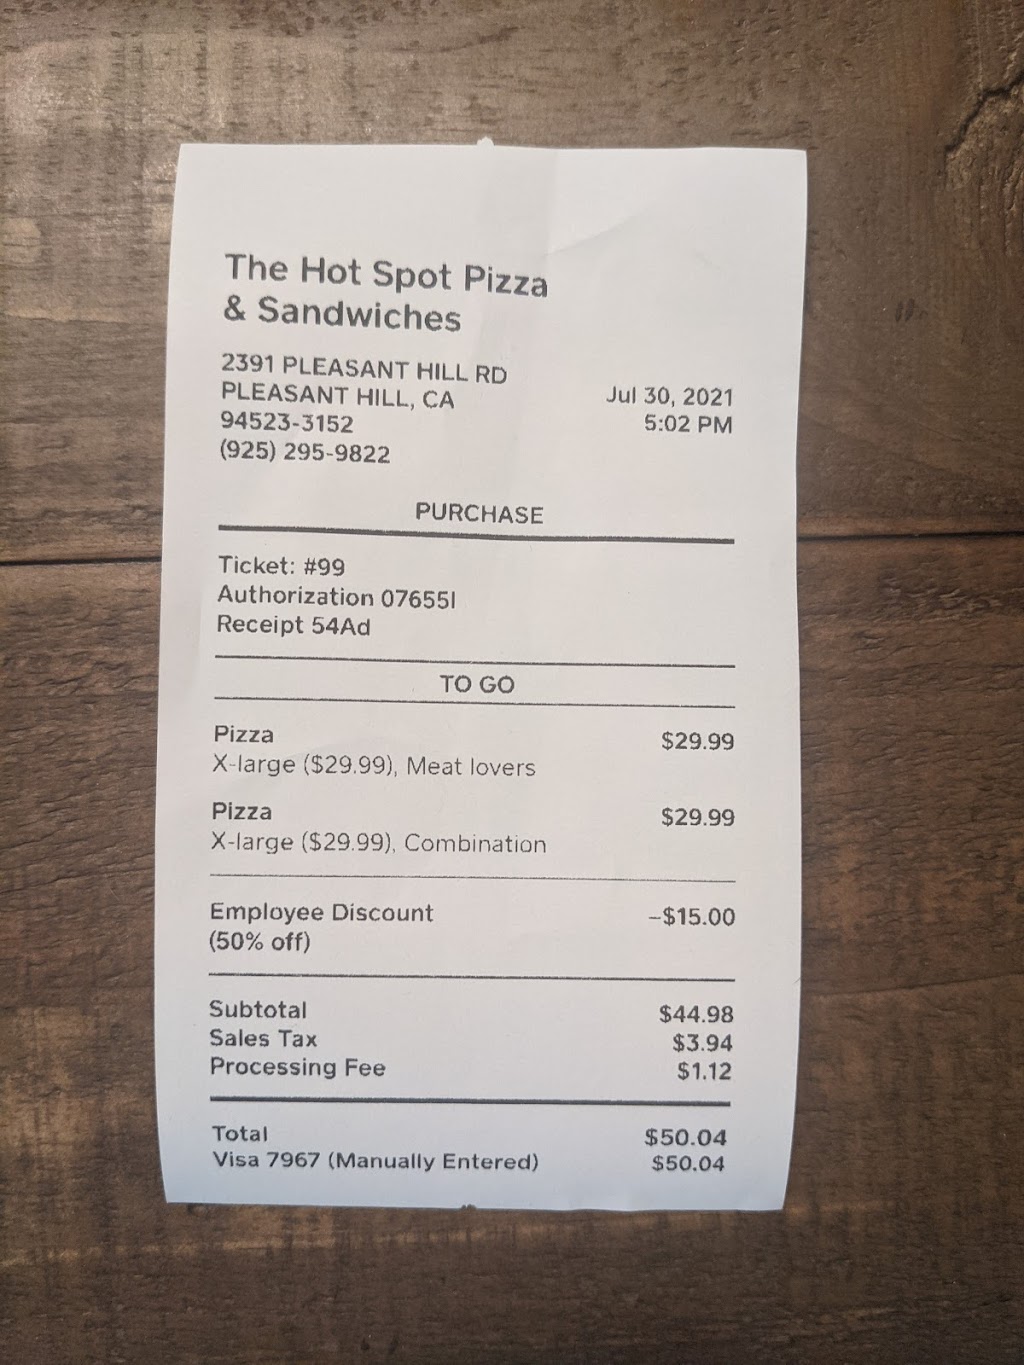 The Hot Spot Pizza
& Sandwiches
2391 PLEASANT HILL RD
PLEASANT HILL, CA
94523-3152
(925) 295-9822
Jul 30, 2021
5:02 PM
PURCHASE
Ticket: #99
Authorization 07655I
Receipt 54Ad
TO GO
Pizza $29.99
X-large ($29.99), Meat lovers
Pizza $29.99
X-large ($29.99), Combination
Employee Discount –$15.00
(50% off)
Subtotal $44.98
Sales Tax $3.94
Processing Fee $1.12
Total $50.04
Visa 7967 (Manually Entered) $50.04